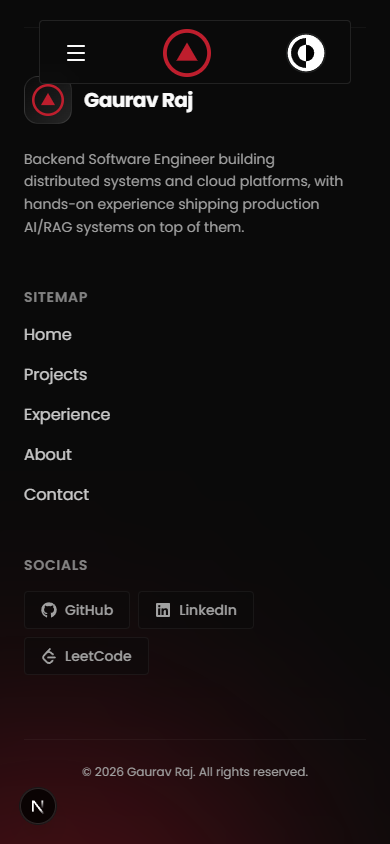 Gaurav Raj
Backend Software Engineer building
distributed systems and cloud platforms, with
hands-on experience shipping production
AI/RAG systems on top of them.
SITEMAP
Home
Projects
Experience
About
Contact
SOCIALS
GitHub
LinkedIn
LeetCode
© 2026 Gaurav Raj. All rights reserved.
N